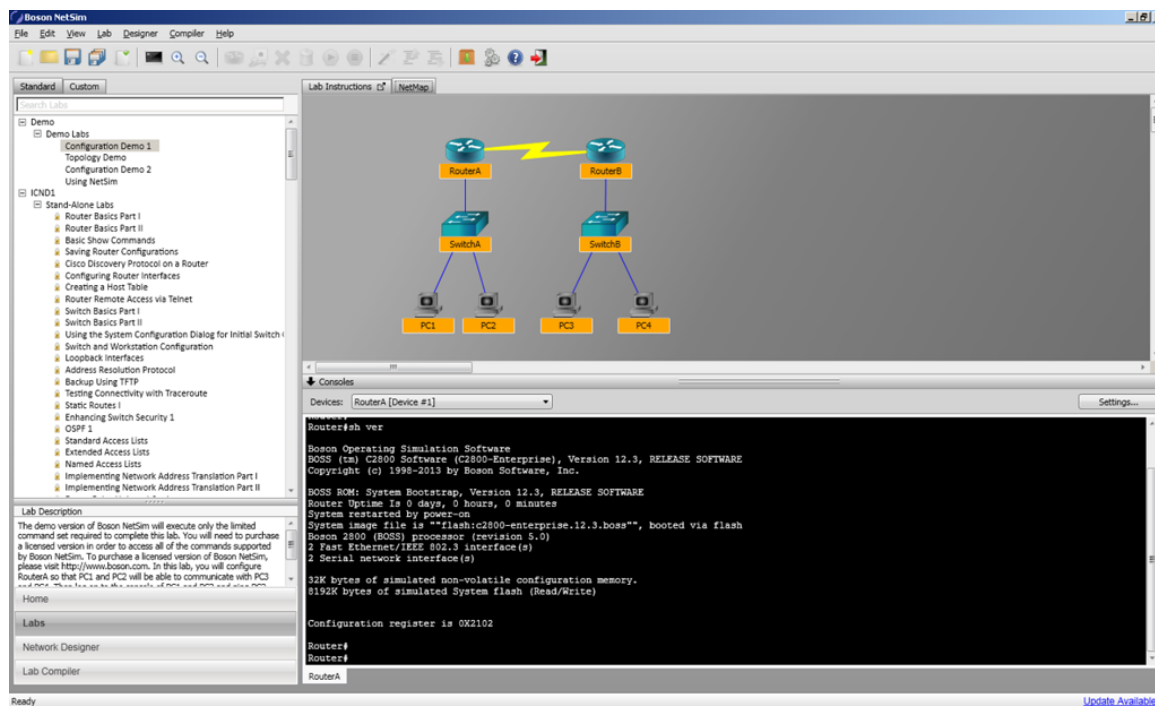 Boson NetSim
File Edit View Lab Designer Compiler Help
Standard Custom
Search Labs
Demo
Demo Labs
Configuration Demo 1
Topology Demo
Configuration Demo 2
Using NetSim
ICND1
Stand-Alone Labs
Router Basics Part I
Router Basics Part II
Basic Show Commands
Saving Router Configurations
Cisco Discovery Protocol on a Router
Configuring Router Interfaces
Creating a Host Table
Router Remote Access via Telnet
Switch Basics Part I
Switch Basics Part II
Using the System Configuration Dialog for Initial Switch
Switch and Workstation Configuration
Loopback Interfaces
Address Resolution Protocol
Backup Using TFTP
Testing Connectivity with Traceroute
Static Routes I
Enhancing Switch Security 1
OSPF 1
Standard Access Lists
Extended Access Lists
Named Access Lists
Implementing Network Address Translation Part I
Implementing Network Address Translation Part II
Lab Description
The demo version of Boson NetSim will execute only the limited
command set required to complete this lab. You will need to purchase
a licensed version in order to access all of the commands supported
by Boson NetSim. To purchase a licensed version of Boson NetSim,
please visit http://www.boson.com. In this lab, you will configure
RouterA so that PC1 and PC2 will be able to communicate with PC3
Home
Labs
Network Designer
Lab Compiler
Ready
Lab Instructions NetMap
RouterA RouterB
SwitchA SwitchB
PC1 PC2 PC3 PC4
Consoles
Devices: RouterA [Device #1] Settings...
Router#sh ver
Boson Operating Simulation Software
BOSS (tm) C2800 Software (C2800-Enterprise), Version 12.3, RELEASE SOFTWARE
Copyright (c) 1998-2013 by Boson Software, Inc.
BOSS ROM: System Bootstrap, Version 12.3, RELEASE SOFTWARE
Router Uptime Is 0 days, 0 hours, 0 minutes
System restarted by power-on
System image file is ""flash:c2800-enterprise.12.3.boss"", booted via flash
Boson 2800 (BOSS) processor (revision 5.0)
2 Fast Ethernet/IEEE 802.3 interface(s)
2 Serial network interface(s)
32K bytes of simulated non-volatile configuration memory.
8192K bytes of simulated System flash (Read/Write)
Configuration register is 0X2102
Router#
Router#
RouterA
Update Available